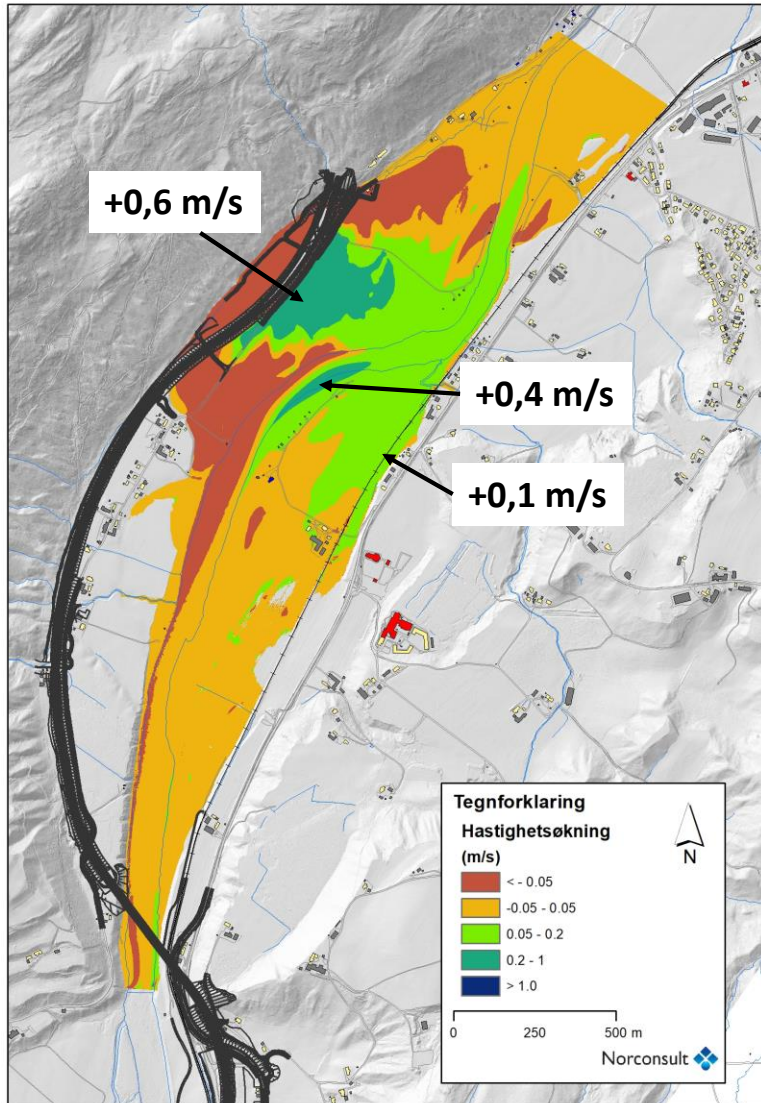 +0,6 m/s
+0,4 m/s
+0,1 m/s
Tegnforklaring
Hastighetsøkning
(m/s)
N
< - 0.05
-0.05 - 0.05
0.05 - 0.2
0.2 - 1
> 1.0
0 250 500 m
Norconsult